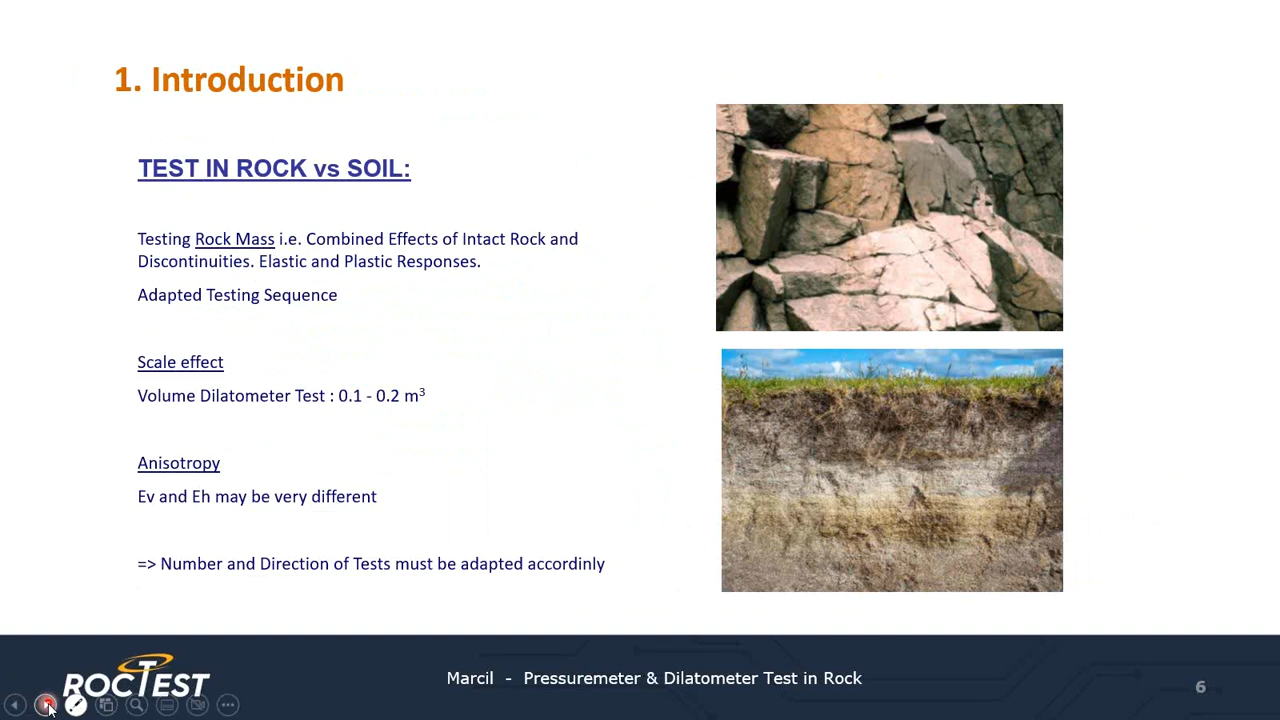 1. Introduction
TEST IN ROCK vs SOIL:
Testing Rock Mass i.e. Combined Effects of Intact Rock and
Discontinuities. Elastic and Plastic Responses.
Adapted Testing Sequence
Scale effect
Volume Dilatometer Test : 0.1 - 0.2 m³
Anisotropy
Ev and Eh may be very different
=> Number and Direction of Tests must be adapted accordinly
ROCTEST
Marcil - Pressuremeter & Dilatometer Test in Rock
6